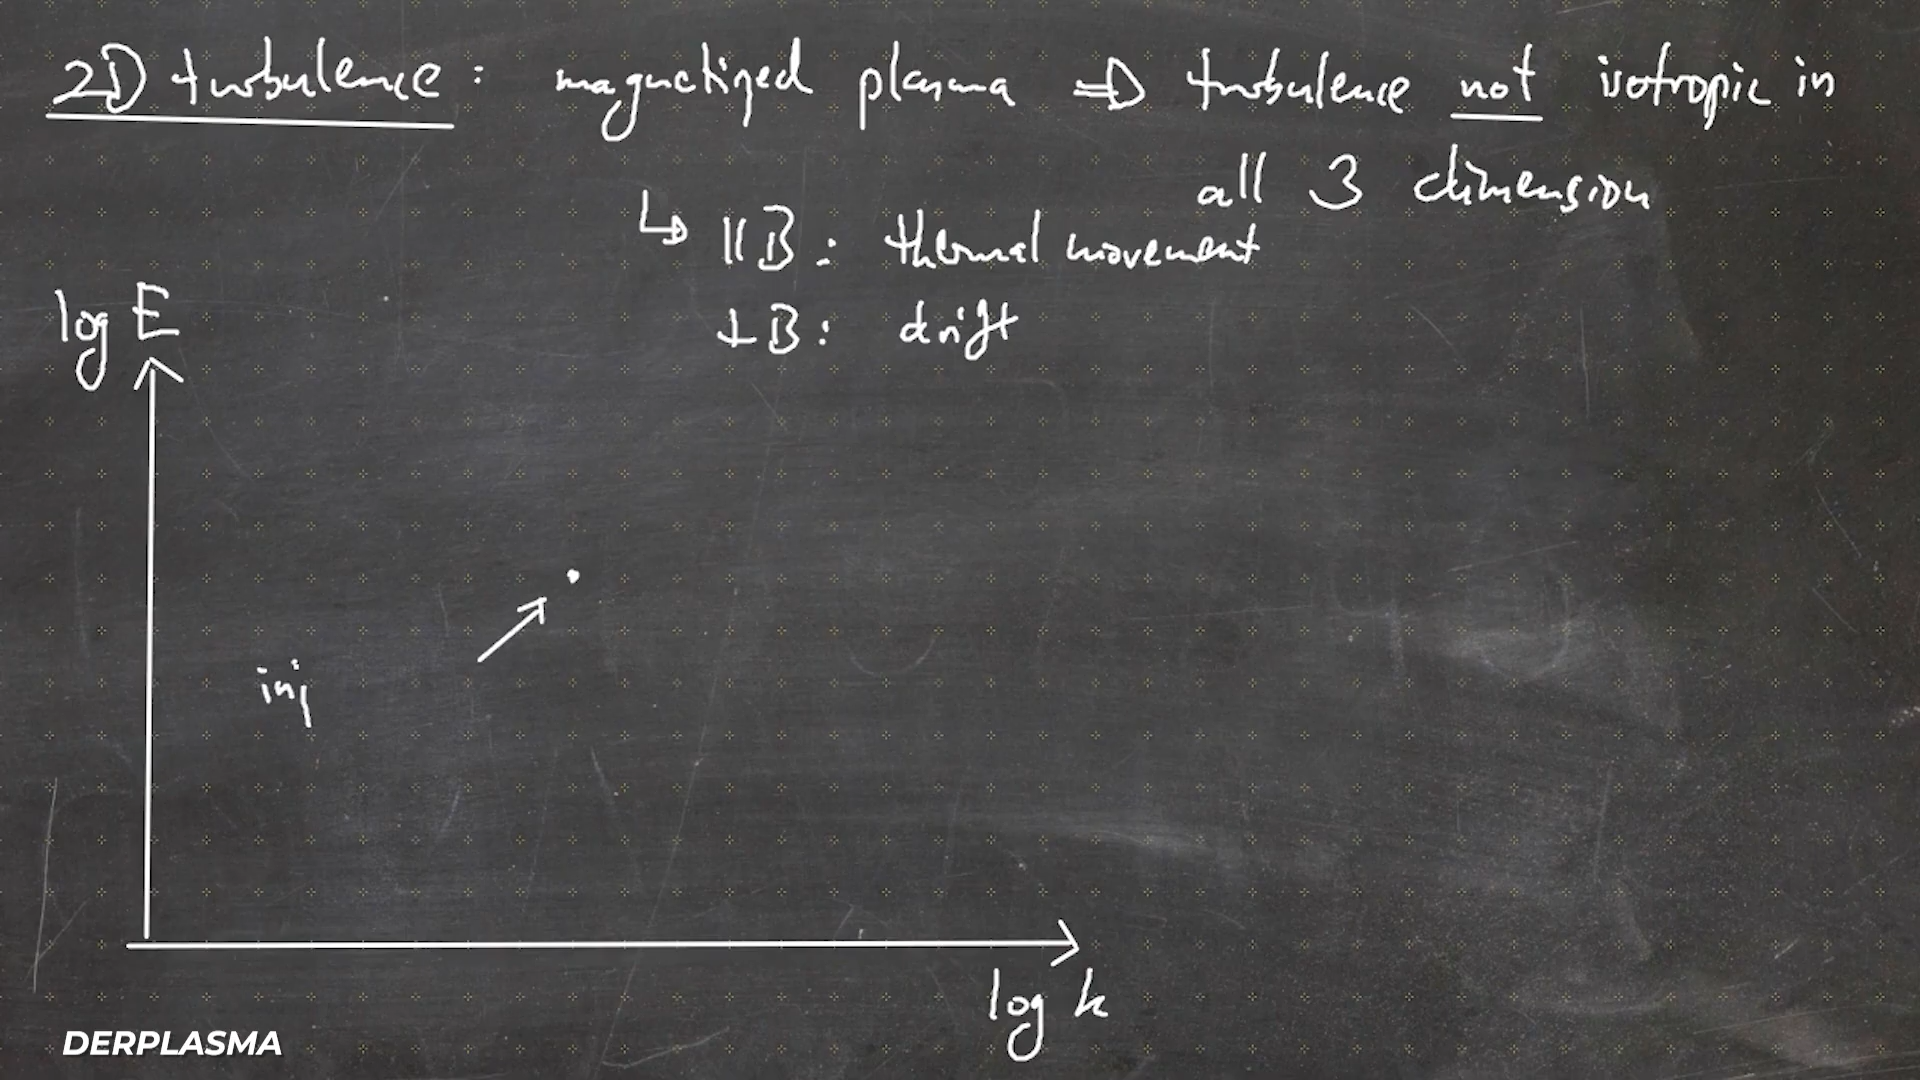 2D turbulence : magnetized plasma ⇒ turbulence not isotropic in
all 3 dimension
↳ ||B : thermal movement
⊥B : drift
log E
inj
log k
DERPLASMA